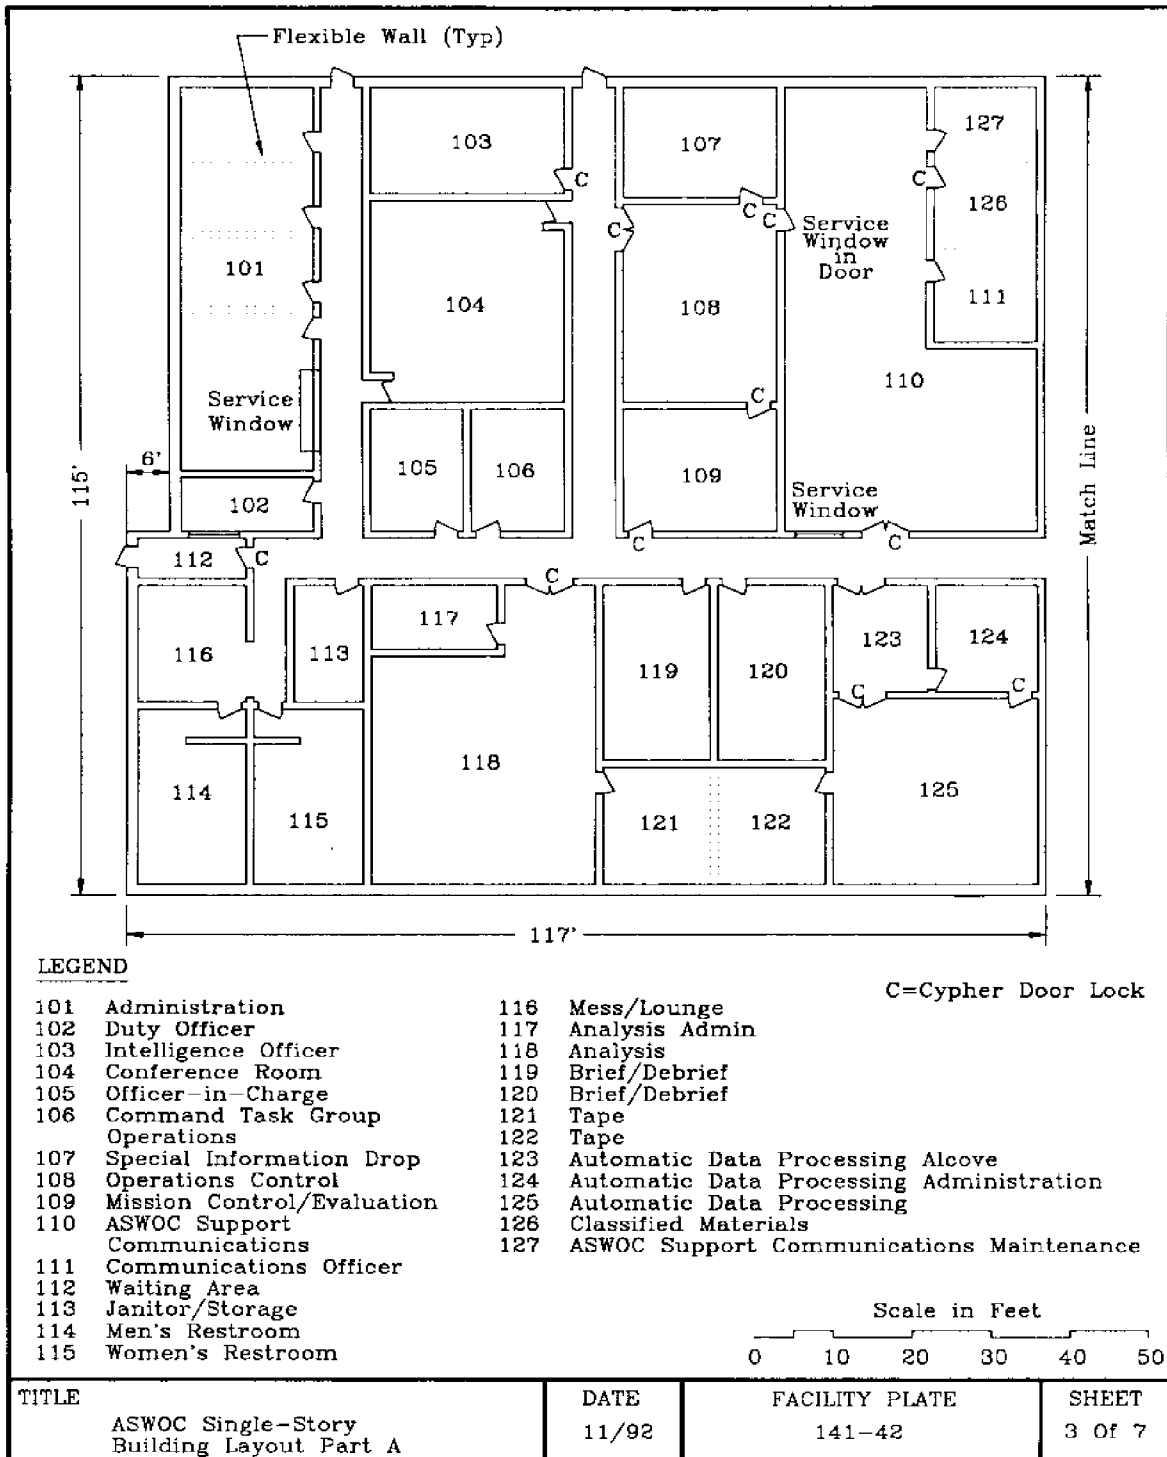 Flexible Wall (Typ)
103
107
127
126
101
104
108
Service
Window
in
Door
111
110
Service
Window
105
106
109
Service
Window
102
112
6'
115'
Match Line
C
C
C
C
C
C
C
C
C
C
C
C
116
113
117
119
120
123
124
118
114
115
121
122
125
117'
LEGEND
C=Cypher Door Lock
101 Administration
102 Duty Officer
103 Intelligence Officer
104 Conference Room
105 Officer-in-Charge
106 Command Task Group
Operations
107 Special Information Drop
108 Operations Control
109 Mission Control/Evaluation
110 ASWOC Support
Communications
111 Communications Officer
112 Waiting Area
113 Janitor/Storage
114 Men's Restroom
115 Women's Restroom
116 Mess/Lounge
117 Analysis Admin
118 Analysis
119 Brief/Debrief
120 Brief/Debrief
121 Tape
122 Tape
123 Automatic Data Processing Alcove
124 Automatic Data Processing Administration
125 Automatic Data Processing
126 Classified Materials
127 ASWOC Support Communications Maintenance
Scale in Feet
0 10 20 30 40 50
TITLE
ASWOC Single-Story
Building Layout Part A
DATE
11/92
FACILITY PLATE
141-42
SHEET
3 Of 7